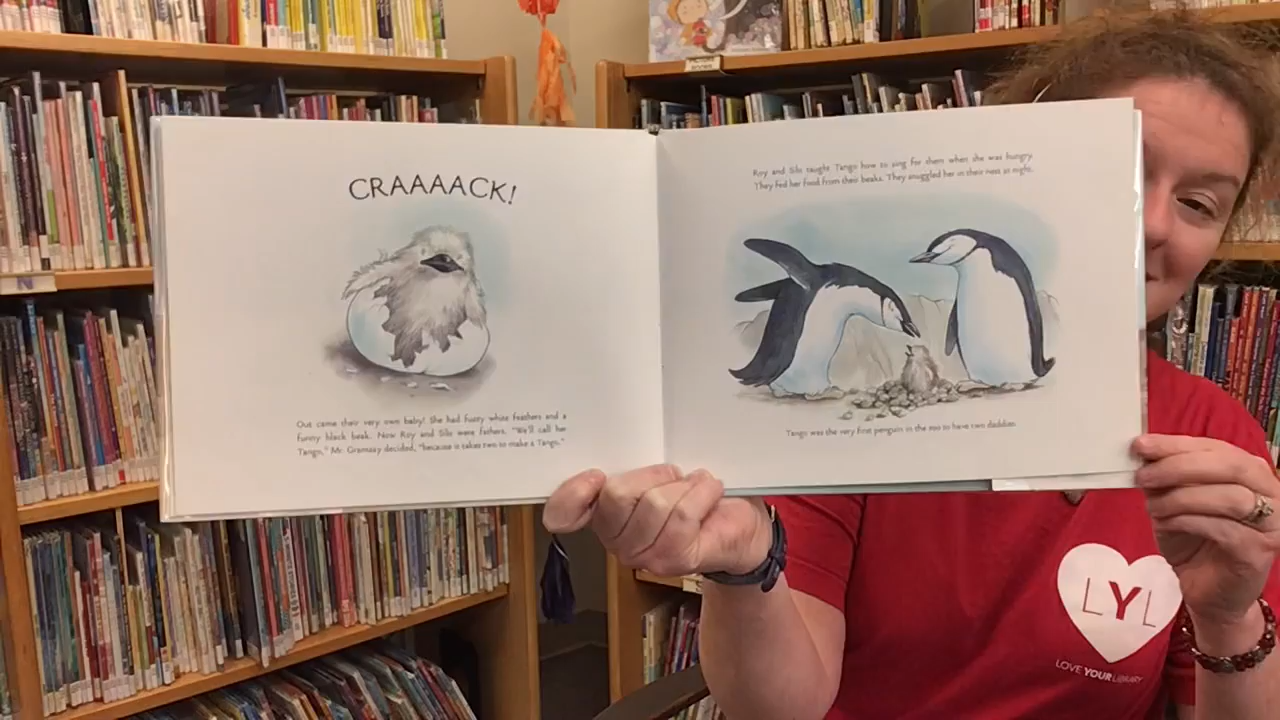 CRAAAACK!
Out came their very own baby! She had fuzzy white feathers and a
funny black beak. Now Roy and Silo were fathers. "We'll call her
Tango," Mr. Gramzay decided, "because it takes two to make a Tango."
Roy and Silo taught Tango how to sing for them when she was hungry.
They fed her food from their beaks. They snuggled her in their nest at night.
Tango was the very first penguin in the zoo to have two daddies.
LYL
LOVE YOUR LIBRARY
N